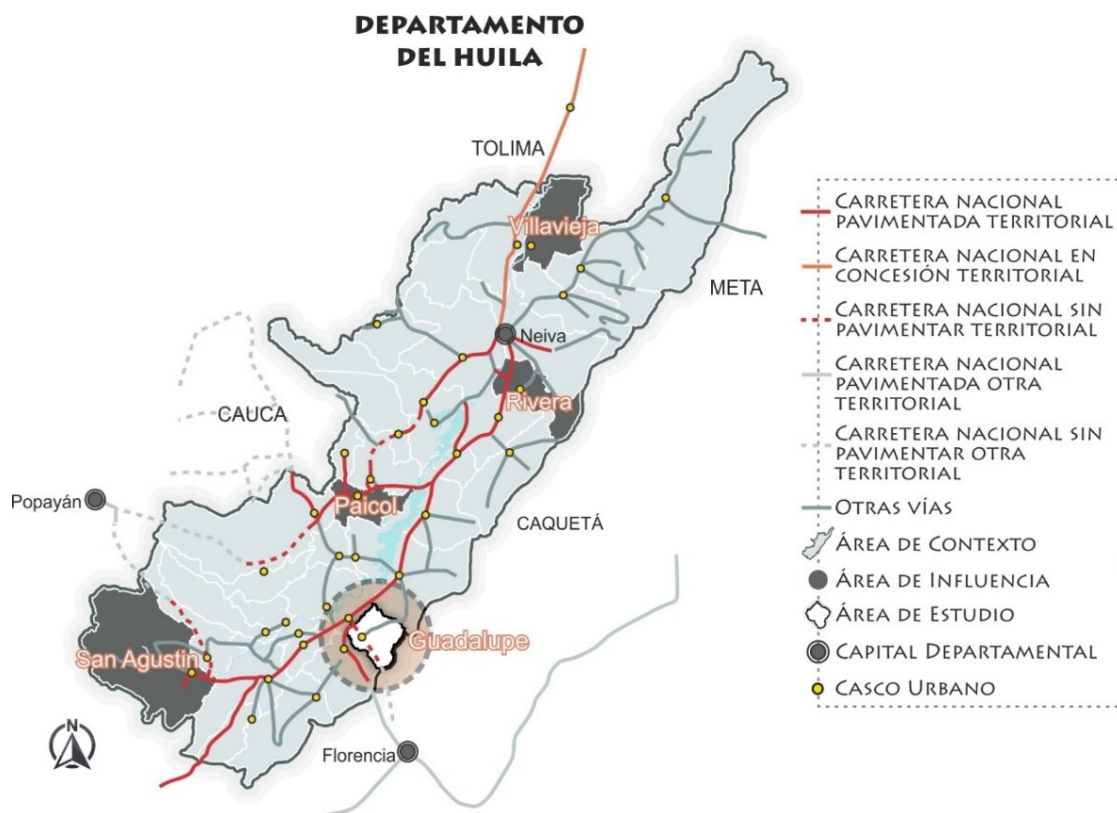 DEPARTAMENTO
DEL HUILA
TOLIMA
Villavieja
META
Neiva
Rivera
CAUCA
Paicol
Popayán
CAQUETÁ
Guadalupe
San Agustin
N
Florencia
CARRETERA NACIONAL
PAVIMENTADA TERRITORIAL
CARRETERA NACIONAL EN
CONCESIÓN TERRITORIAL
CARRETERA NACIONAL SIN
PAVIMENTAR TERRITORIAL
CARRETERA NACIONAL
PAVIMENTADA OTRA
TERRITORIAL
CARRETERA NACIONAL SIN
PAVIMENTAR OTRA
TERRITORIAL
OTRAS VÍAS
ÁREA DE CONTEXTO
ÁREA DE INFLUENCIA
ÁREA DE ESTUDIO
CAPITAL DEPARTAMENTAL
CASCO URBANO